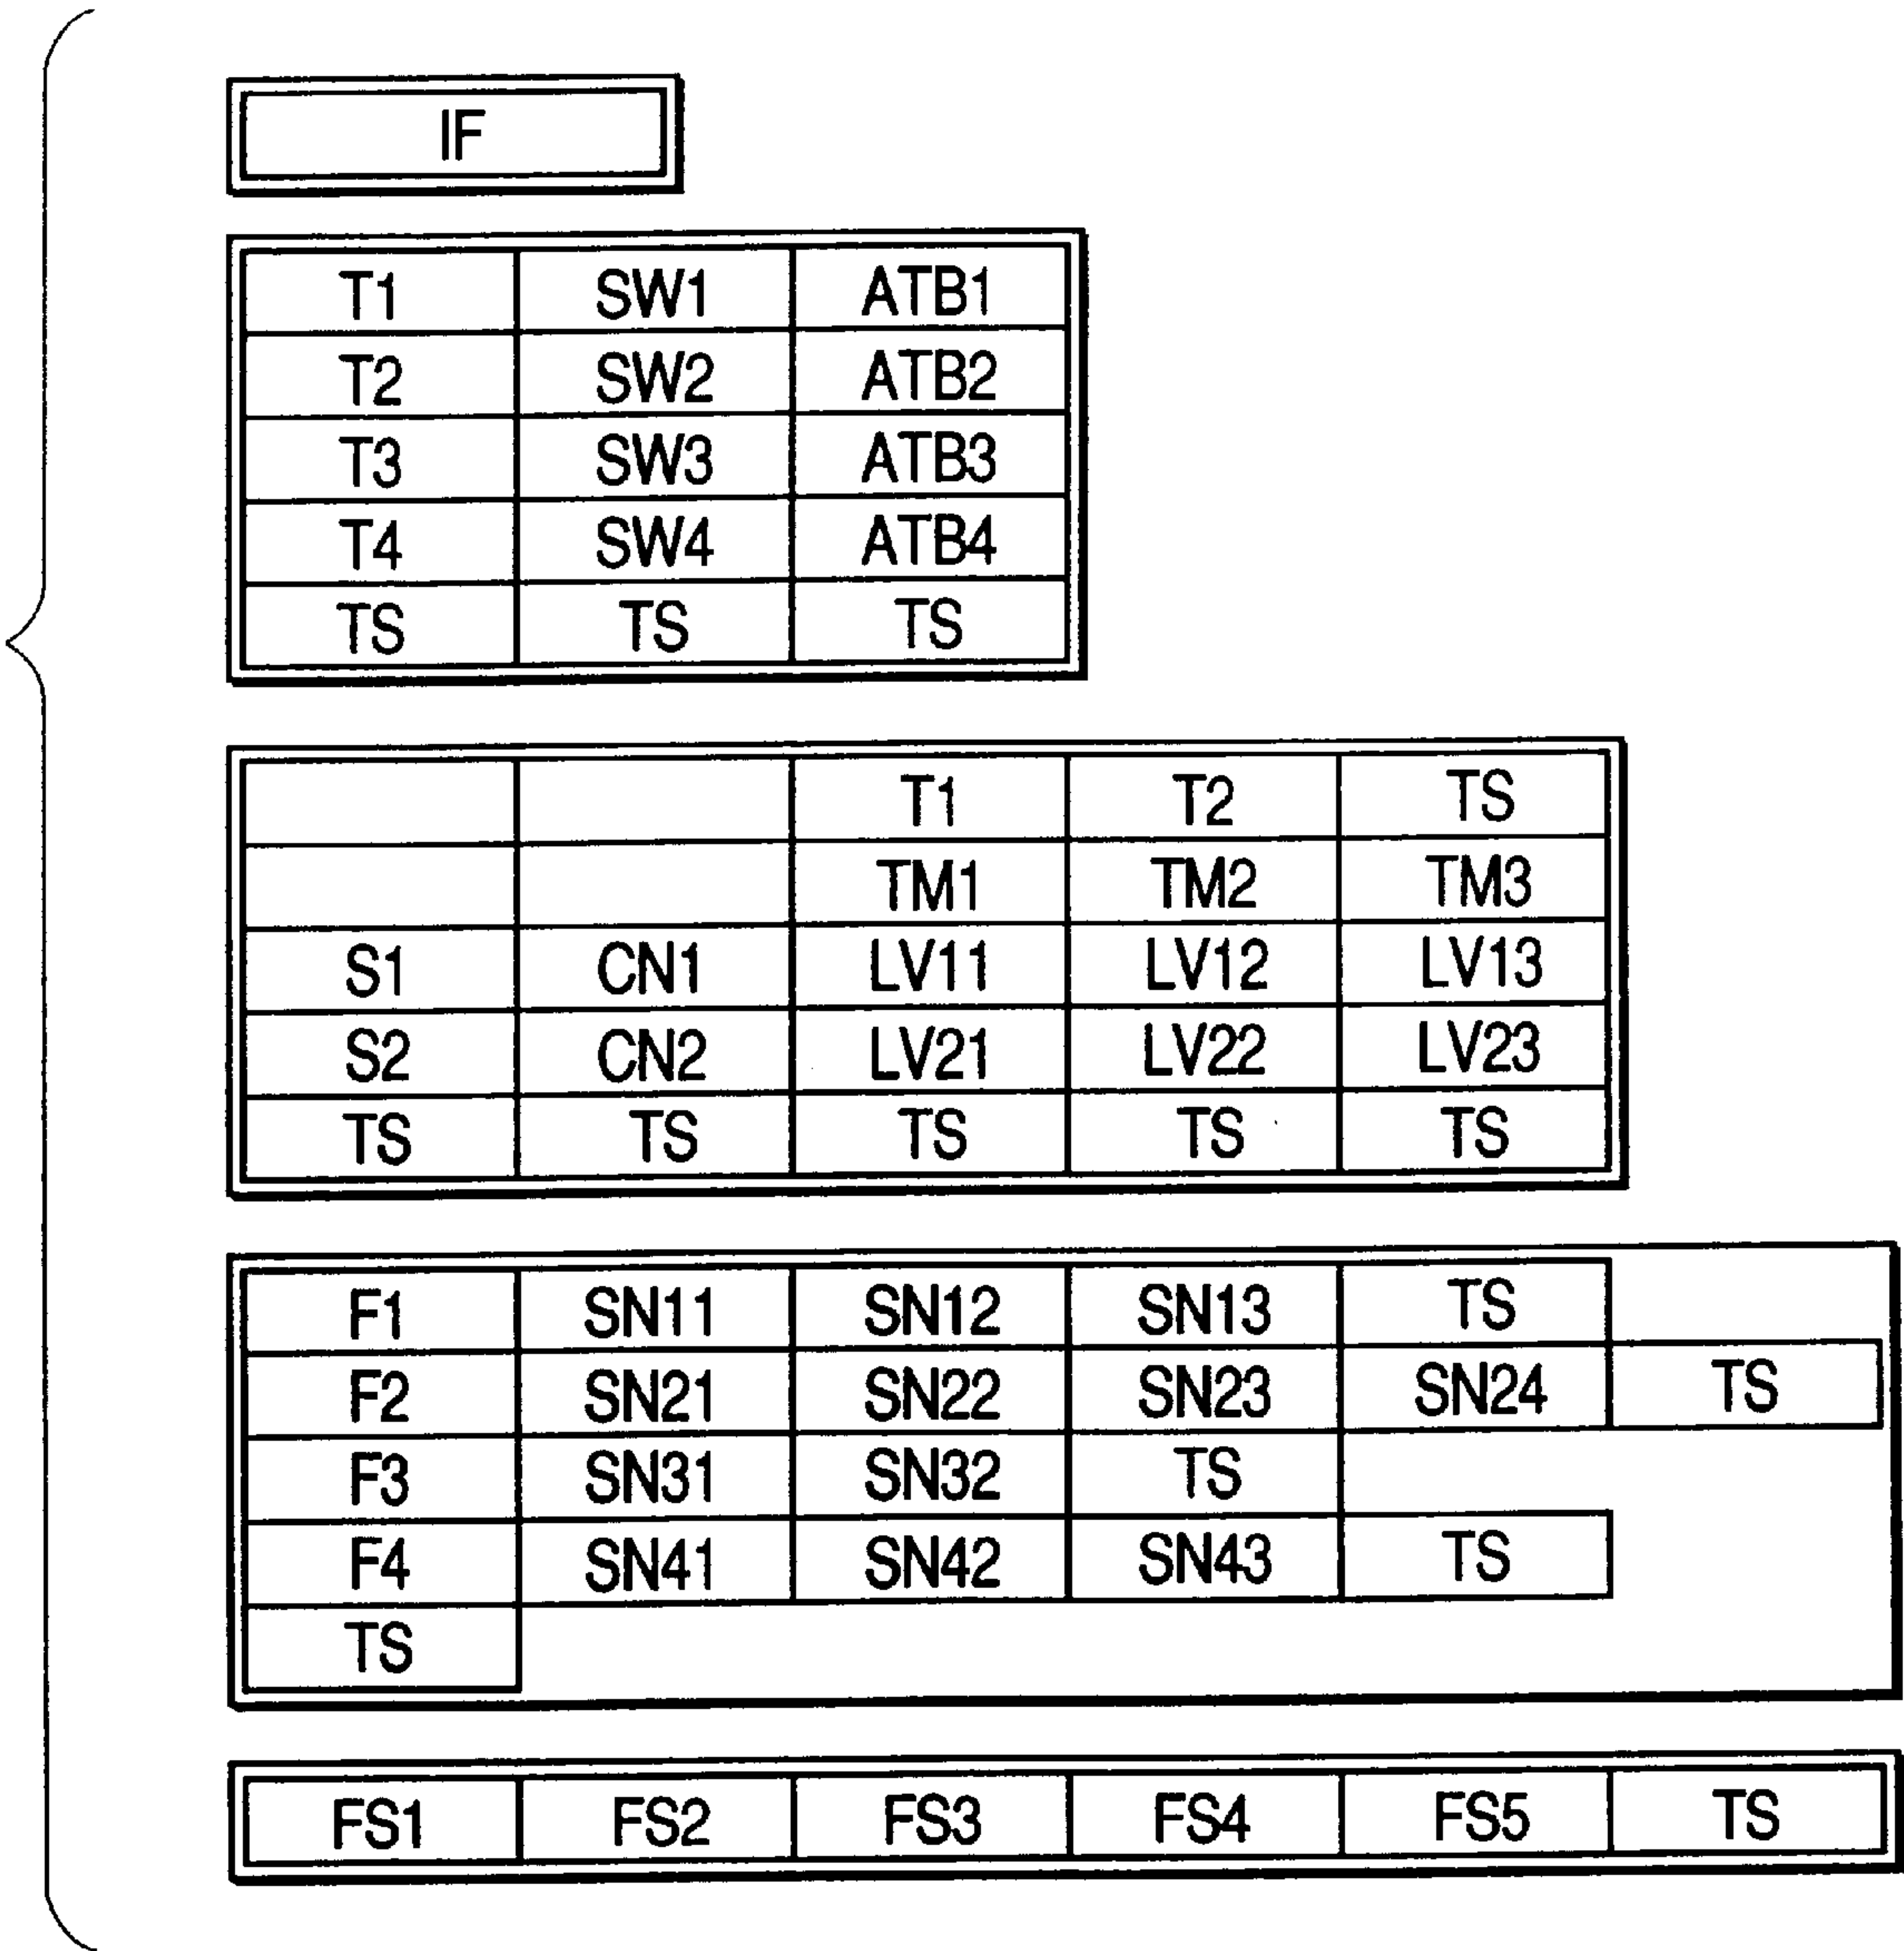 IF
T1 SW1 ATB1
T2 SW2 ATB2
T3 SW3 ATB3
T4 SW4 ATB4
TS TS TS
T1 T2 TS
TM1 TM2 TM3
S1 CN1 LV11 LV12 LV13
S2 CN2 LV21 LV22 LV23
TS TS TS TS TS
F1 SN11 SN12 SN13 TS
F2 SN21 SN22 SN23 SN24 TS
F3 SN31 SN32 TS
F4 SN41 SN42 SN43 TS
TS
FS1 FS2 FS3 FS4 FS5 TS